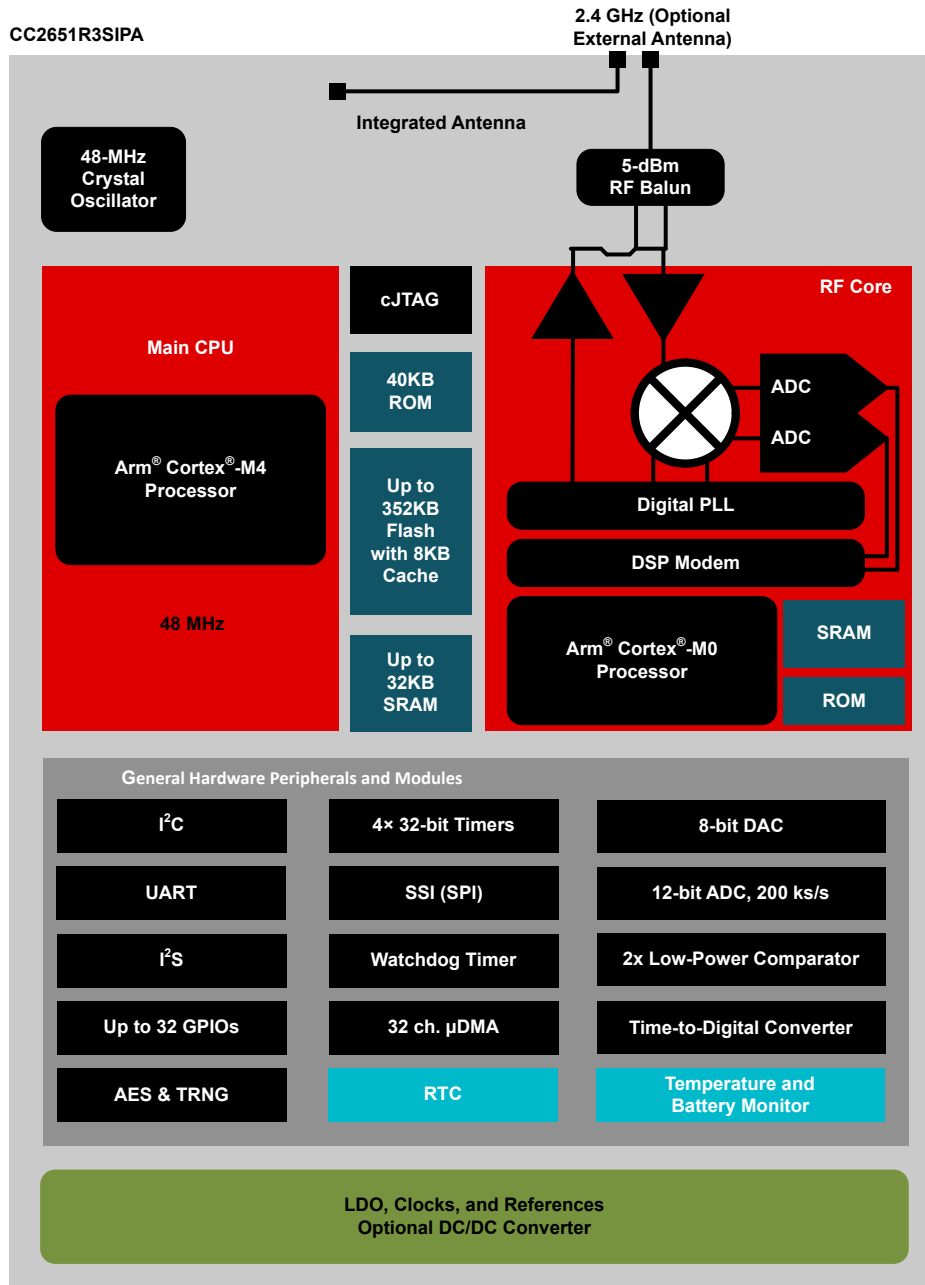 CC2651R3SIPA
2.4 GHz (Optional
External Antenna)
Integrated Antenna
48-MHz
Crystal
Oscillator
5-dBm
RF Balun
Main CPU
Arm® Cortex®-M4
Processor
48 MHz
cJTAG
40KB
ROM
Up to
352KB
Flash
with 8KB
Cache
Up to
32KB
SRAM
RF Core
ADC
ADC
Digital PLL
DSP Modem
Arm® Cortex®-M0
Processor
SRAM
ROM
General Hardware Peripherals and Modules
I²C
4× 32-bit Timers
8-bit DAC
UART
SSI (SPI)
12-bit ADC, 200 ks/s
I²S
Watchdog Timer
2x Low-Power Comparator
Up to 32 GPIOs
32 ch. µDMA
Time-to-Digital Converter
AES & TRNG
RTC
Temperature and
Battery Monitor
LDO, Clocks, and References
Optional DC/DC Converter